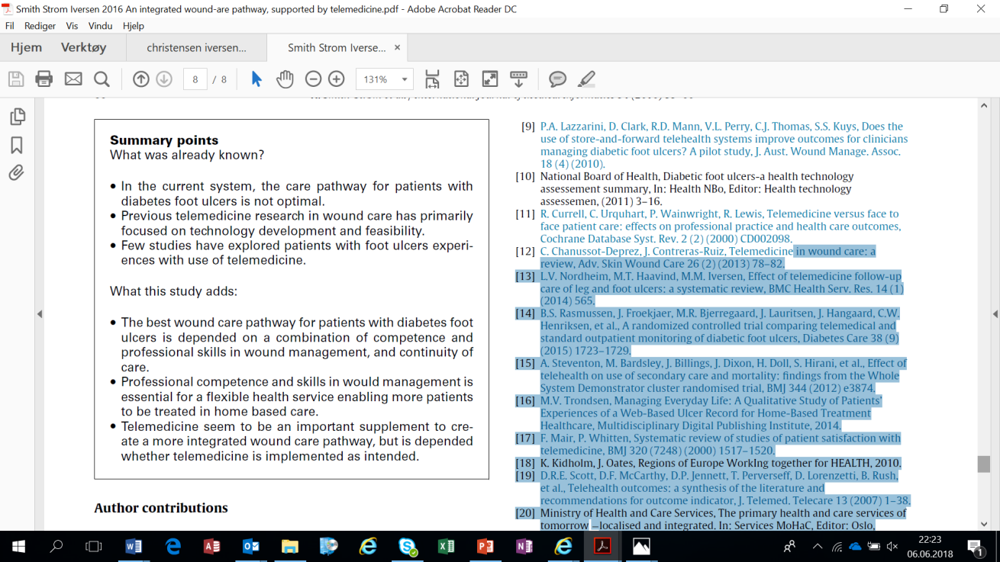 Smith Strom Iversen 2016 An integrated wound-are pathway, supported by telemedicine.pdf - Adobe Acrobat Reader DC
Fil Rediger Vis Vindu Hjelp
Hjem Verktøy christensen iversen... Smith Strom Iverse... ×
8 / 8 131%
Summary points
What was already known?
• In the current system, the care pathway for patients with
diabetes foot ulcers is not optimal.
• Previous telemedicine research in wound care has primarily
focused on technology development and feasibility.
• Few studies have explored patients with foot ulcers experi-
ences with use of telemedicine.
What this study adds:
• The best wound care pathway for patients with diabetes foot
ulcers is depended on a combination of competence and
professional skills in wound management, and continuity of
care.
• Professional competence and skills in would management is
essential for a flexible health service enabling more patients
to be treated in home based care.
• Telemedicine seem to be an important supplement to cre-
ate a more integrated wound care pathway, but is depended
whether telemedicine is implemented as intended.
Author contributions
[9] P.A. Lazzarini, D. Clark, R.D. Mann, V.L. Perry, C.J. Thomas, S.S. Kuys, Does the
use of store-and-forward telehealth systems improve outcomes for clinicians
managing diabetic foot ulcers? A pilot study, J. Aust. Wound Manage. Assoc.
18 (4) (2010).
[10] National Board of Health, Diabetic foot ulcers-a health technology
assessement summary, In: Health NBo, Editor: Health technology
assessemen, (2011) 3–16.
[11] R. Currell, C. Urquhart, P. Wainwright, R. Lewis, Telemedicine versus face to
face patient care: effects on professional practice and health care outcomes,
Cochrane Database Syst. Rev. 2 (2) (2000) CD002098.
[12] C. Chanussot-Deprez, J. Contreras-Ruiz, Telemedicine in wound care: a
review, Adv. Skin Wound Care 26 (2) (2013) 78–82.
[13] L.V. Nordheim, M.T. Haavind, M.M. Iversen, Effect of telemedicine follow-up
care of leg and foot ulcers: a systematic review, BMC Health Serv. Res. 14 (1)
(2014) 565.
[14] B.S. Rasmussen, J. Froekjaer, M.R. Bjerregaard, J. Lauritsen, J. Hangaard, C.W.
Henriksen, et al., A randomized controlled trial comparing telemedical and
standard outpatient monitoring of diabetic foot ulcers, Diabetes Care 38 (9)
(2015) 1723–1729.
[15] A. Steventon, M. Bardsley, J. Billings, J. Dixon, H. Doll, S. Hirani, et al., Effect of
telehealth on use of secondary care and mortality: findings from the Whole
System Demonstrator cluster randomised trial, BMJ 344 (2012) e3874.
[16] M.V. Trondsen, Managing Everyday Life: A Qualitative Study of Patients'
Experiences of a Web-Based Ulcer Record for Home-Based Treatment
Healthcare, Multidisciplinary Digital Publishing Institute, 2014.
[17] F. Mair, P. Whitten, Systematic review of studies of patient satisfaction with
telemedicine, BMJ 320 (7248) (2000) 1517–1520.
[18] K. Kidholm, J. Oates, Regions of Europe WorkIng together for HEALTH, 2010.
[19] D.R.E. Scott, D.F. McCarthy, D.P. Jennett, T. Perverseff, D. Lorenzetti, B. Rush,
et al., Telehealth outcomes: a synthesis of the literature and
recommendations for outcome indicator, J. Telemed. Telecare 13 (2007) 1–38.
[20] Ministry of Health and Care Services, The primary health and care services of
tomorrow –localised and integrated. In: Services MoHaC, Editor: Oslo,
22:23
06.06.2018
1